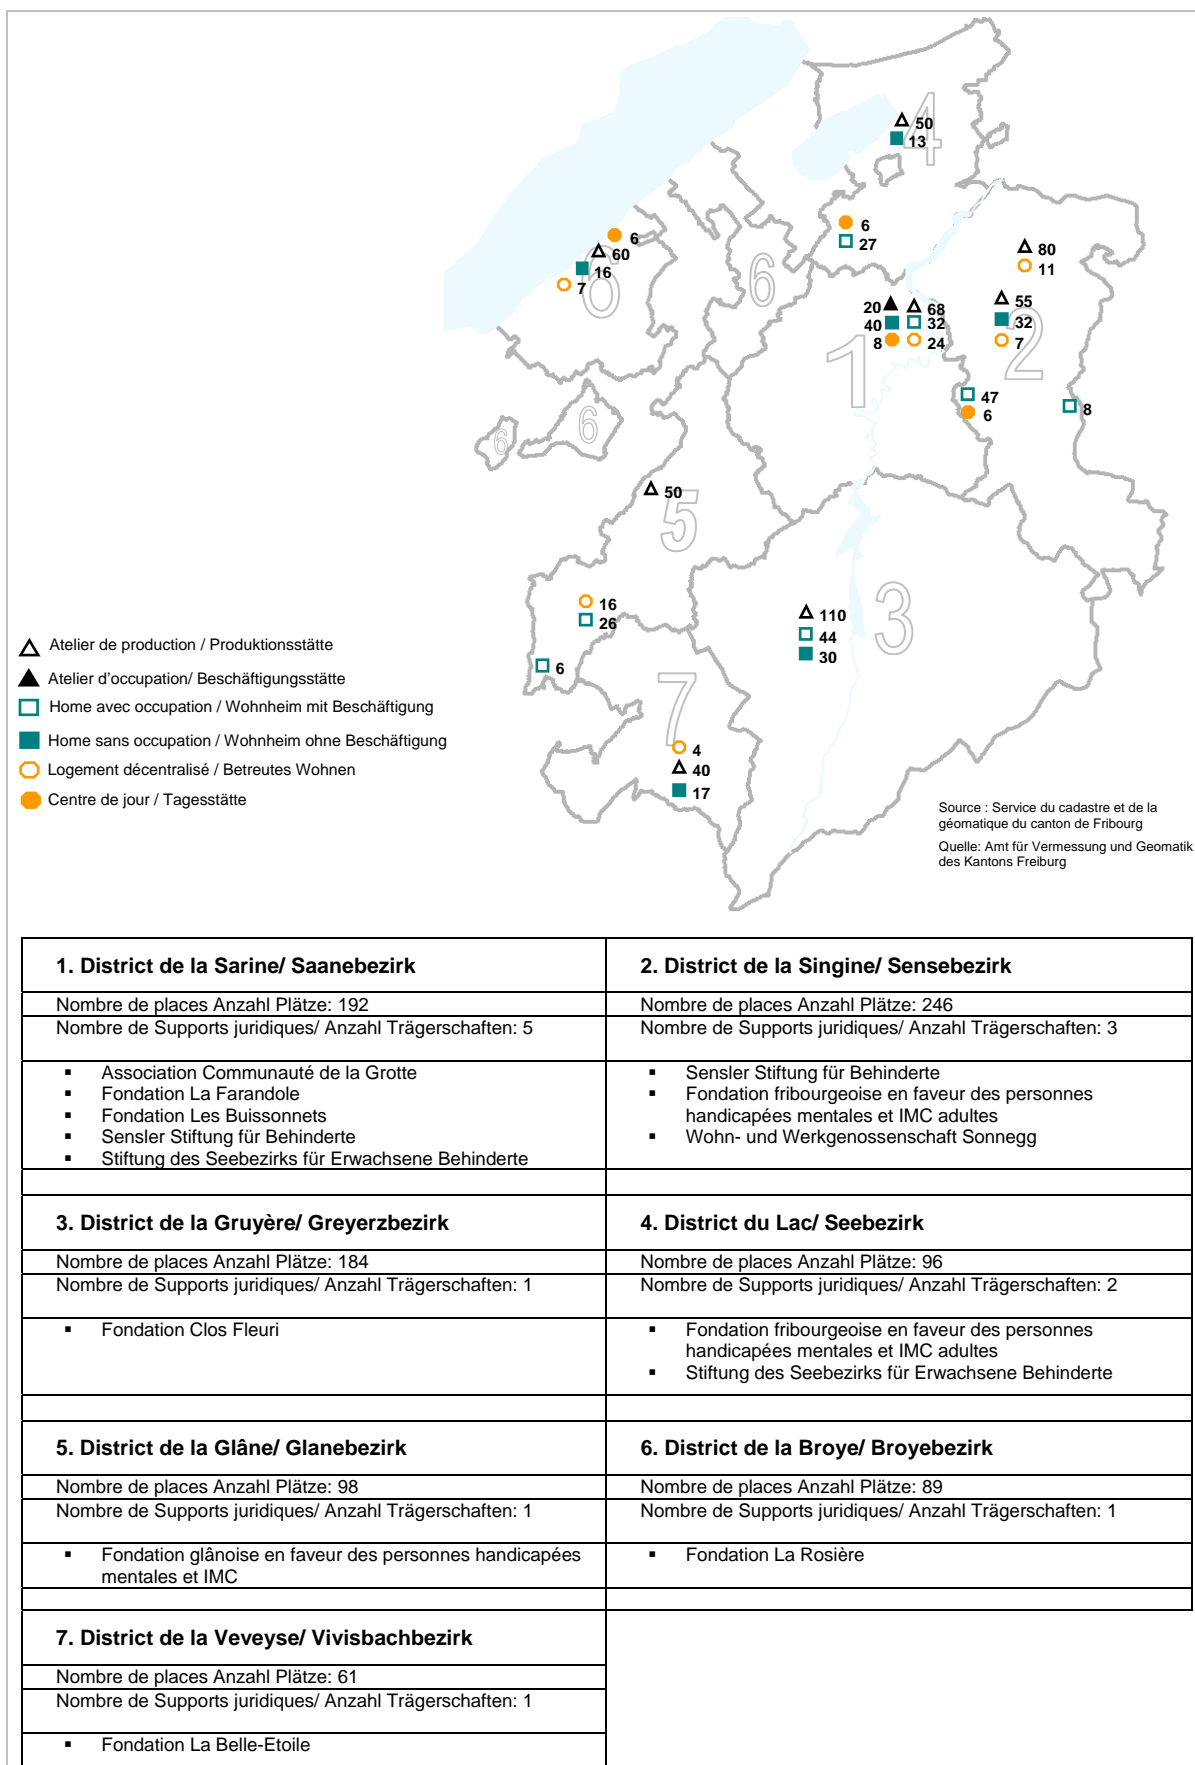 4
50
13
6
27
6
60
16
7
6
6
80
11
55
32
7
2
20
68
40
32
8
24
1
47
6
8
6
6
50
5
16
26
6
110
44
30
3
7
4
40
17
Atelier de production / Produktionsstätte
Atelier d'occupation/ Beschäftigungsstätte
Home avec occupation / Wohnheim mit Beschäftigung
Home sans occupation / Wohnheim ohne Beschäftigung
Logement décentralisé / Betreutes Wohnen
Centre de jour / Tagesstätte
Source : Service du cadastre et de la
géomatique du canton de Fribourg
Quelle: Amt für Vermessung und Geomatik
des Kantons Freiburg
1. District de la Sarine/ Saanebezirk
Nombre de places Anzahl Plätze: 192
Nombre de Supports juridiques/ Anzahl Trägerschaften: 5
▪ Association Communauté de la Grotte
▪ Fondation La Farandole
▪ Fondation Les Buissonnets
▪ Sensler Stiftung für Behinderte
▪ Stiftung des Seebezirks für Erwachsene Behinderte
2. District de la Singine/ Sensebezirk
Nombre de places Anzahl Plätze: 246
Nombre de Supports juridiques/ Anzahl Trägerschaften: 3
▪ Sensler Stiftung für Behinderte
▪ Fondation fribourgeoise en faveur des personnes
handicapées mentales et IMC adultes
▪ Wohn- und Werkgenossenschaft Sonnegg
3. District de la Gruyère/ Greyerzbezirk
Nombre de places Anzahl Plätze: 184
Nombre de Supports juridiques/ Anzahl Trägerschaften: 1
▪ Fondation Clos Fleuri
4. District du Lac/ Seebezirk
Nombre de places Anzahl Plätze: 96
Nombre de Supports juridiques/ Anzahl Trägerschaften: 2
▪ Fondation fribourgeoise en faveur des personnes
handicapées mentales et IMC adultes
▪ Stiftung des Seebezirks für Erwachsene Behinderte
5. District de la Glâne/ Glanebezirk
Nombre de places Anzahl Plätze: 98
Nombre de Supports juridiques/ Anzahl Trägerschaften: 1
▪ Fondation glânoise en faveur des personnes handicapées
mentales et IMC
6. District de la Broye/ Broyebezirk
Nombre de places Anzahl Plätze: 89
Nombre de Supports juridiques/ Anzahl Trägerschaften: 1
▪ Fondation La Rosière
7. District de la Veveyse/ Vivisbachbezirk
Nombre de places Anzahl Plätze: 61
Nombre de Supports juridiques/ Anzahl Trägerschaften: 1
▪ Fondation La Belle-Etoile